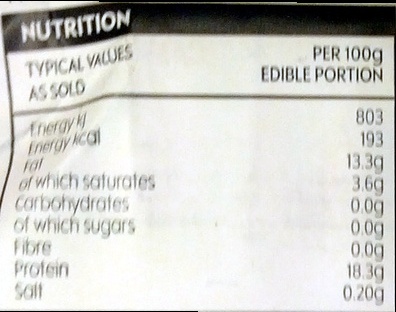 NUTRITION
TYPICAL VALUES PER 100g
AS SOLD EDIBLE PORTION
Energy kJ 803
Energy kcal 193
Fat 13.3g
of which saturates 3.6g
carbohydrates 0.0g
of which sugars 0.0g
Fibre 0.0g
Protein 18.3g
Salt 0.20g